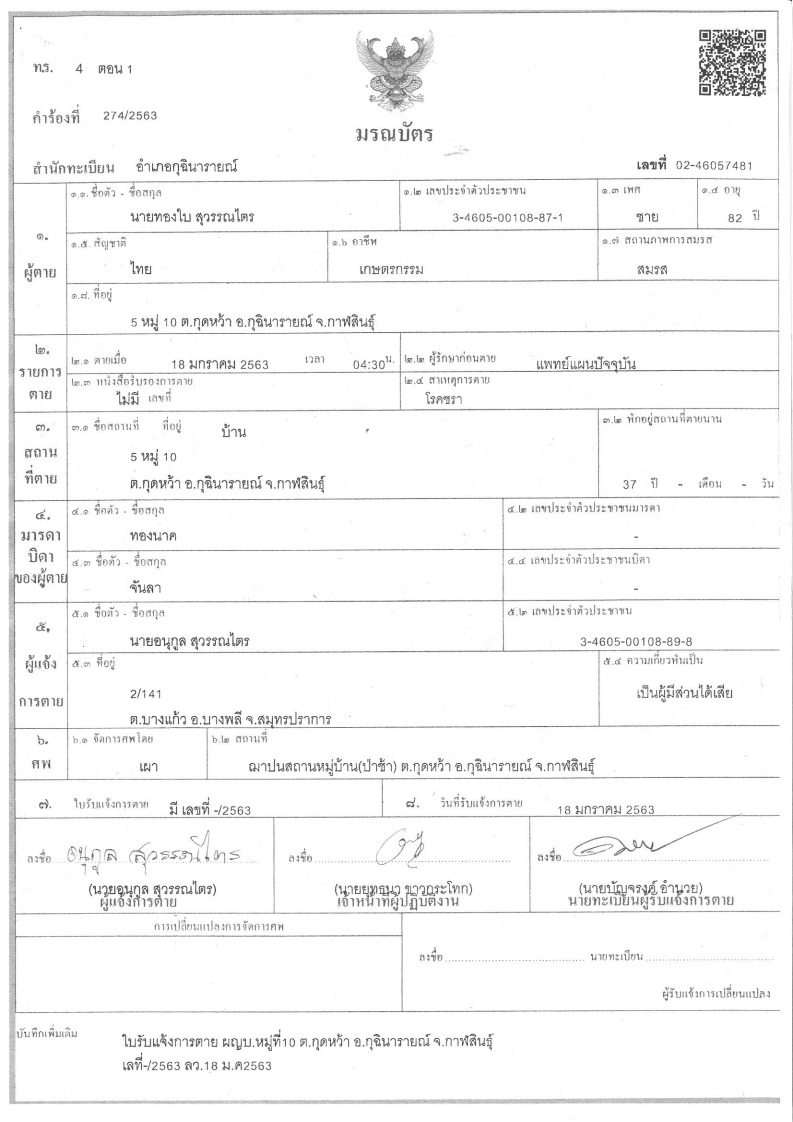 ท.ร. 4 ตอน 1
คำร้องที่ 274/2563
มรณบัตร
สำนักทะเบียน อำเภอกุฉินารายณ์ เลขที่ 02-46057481
๑. ผู้ตาย
๑.๑. ชื่อตัว - ชื่อสกุล ๑.๒ เลขประจำตัวประชาชน ๑.๓ เพศ ๑.๔ อายุ
นายทองใบ สุวรรณไตร 3-4605-00108-87-1 ชาย 82 ปี
๑.๕. สัญชาติ ๑.๖ อาชีพ ๑.๗ สถานภาพการสมรส
ไทย เกษตรกรรม สมรส
๑.๘. ที่อยู่
5 หมู่ 10 ต.กุดหว้า อ.กุฉินารายณ์ จ.กาฬสินธุ์
๒. รายการตาย
๒.๑ ตายเมื่อ 18 มกราคม 2563 เวลา 04:30 น. ๒.๒ ผู้รักษาก่อนตาย แพทย์แผนปัจจุบัน
๒.๓ หนังสือรับรองการตาย ๒.๔ สาเหตุการตาย
ไม่มี เลขที่ โรคชรา
๓. สถานที่ตาย
๓.๑ ชื่อสถานที่ ที่อยู่ บ้าน ๓.๒ พักอยู่สถานที่ตายนาน
5 หมู่ 10
ต.กุดหว้า อ.กุฉินารายณ์ จ.กาฬสินธุ์ 37 ปี - เดือน - วัน
๔. มารดา บิดา ของผู้ตาย
๔.๑ ชื่อตัว - ชื่อสกุล ๔.๒ เลขประจำตัวประชาชนมารดา
ทองนาค -
๔.๓ ชื่อตัว - ชื่อสกุล ๔.๔ เลขประจำตัวประชาชนบิดา
จันลา -
๕. ผู้แจ้งการตาย
๕.๑ ชื่อตัว - ชื่อสกุล ๕.๒ เลขประจำตัวประชาชน
นายอนุกูล สุวรรณไตร 3-4605-00108-89-8
๕.๓ ที่อยู่ ๕.๔ ความเกี่ยวพันเป็น
2/141 เป็นผู้มีส่วนได้เสีย
ต.บางแก้ว อ.บางพลี จ.สมุทรปราการ
๖. ศพ
๖.๑ จัดการศพโดย ๖.๒ สถานที่
เผา ฌาปนสถานหมู่บ้าน(ป่าช้า) ต.กุดหว้า อ.กุฉินารายณ์ จ.กาฬสินธุ์
๗. ใบรับแจ้งการตาย มี เลขที่ -/2563 ๘. วันที่รับแจ้งการตาย 18 มกราคม 2563
ลงชื่อ อนุกูล สุวรรณไตร ลงชื่อ ลงชื่อ
(นายอนุกูล สุวรรณไตร) (นายยุทธนา ขาวกระโทก) (นายบัญจรงค์ อำนวย)
ผู้แจ้งการตาย เจ้าหน้าที่ผู้ปฏิบัติงาน นายทะเบียนผู้รับแจ้งการตาย
การเปลี่ยนแปลงการจัดการศพ
ลงชื่อ นายทะเบียน
ผู้รับแจ้งการเปลี่ยนแปลง
บันทึกเพิ่มเติม
ใบรับแจ้งการตาย ผญบ.หมู่ที่10 ต.กุดหว้า อ.กุฉินารายณ์ จ.กาฬสินธุ์
เลที่-/2563 ลว.18 ม.ค2563